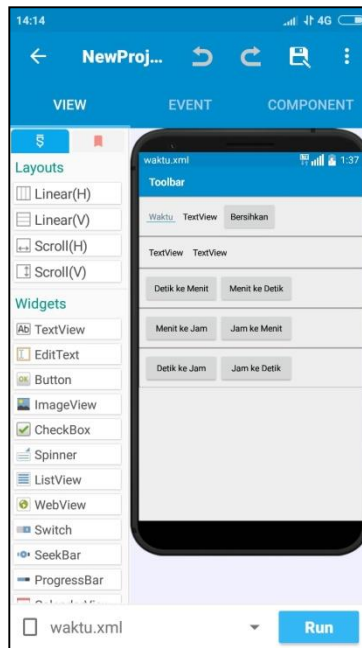 14:14
4G
NewProj...
VIEW
EVENT
COMPONENT
Layouts
Linear(H)
Linear(V)
Scroll(H)
Scroll(V)
Widgets
Ab TextView
EditText
OK Button
ImageView
CheckBox
Spinner
ListView
WebView
Switch
SeekBar
ProgressBar
waktu.xml
1:37
Toolbar
Waktu TextView Bersihkan
TextView TextView
Detik ke Menit Menit ke Detik
Menit ke Jam Jam ke Menit
Detik ke Jam Jam ke Detik
waktu.xml
Run